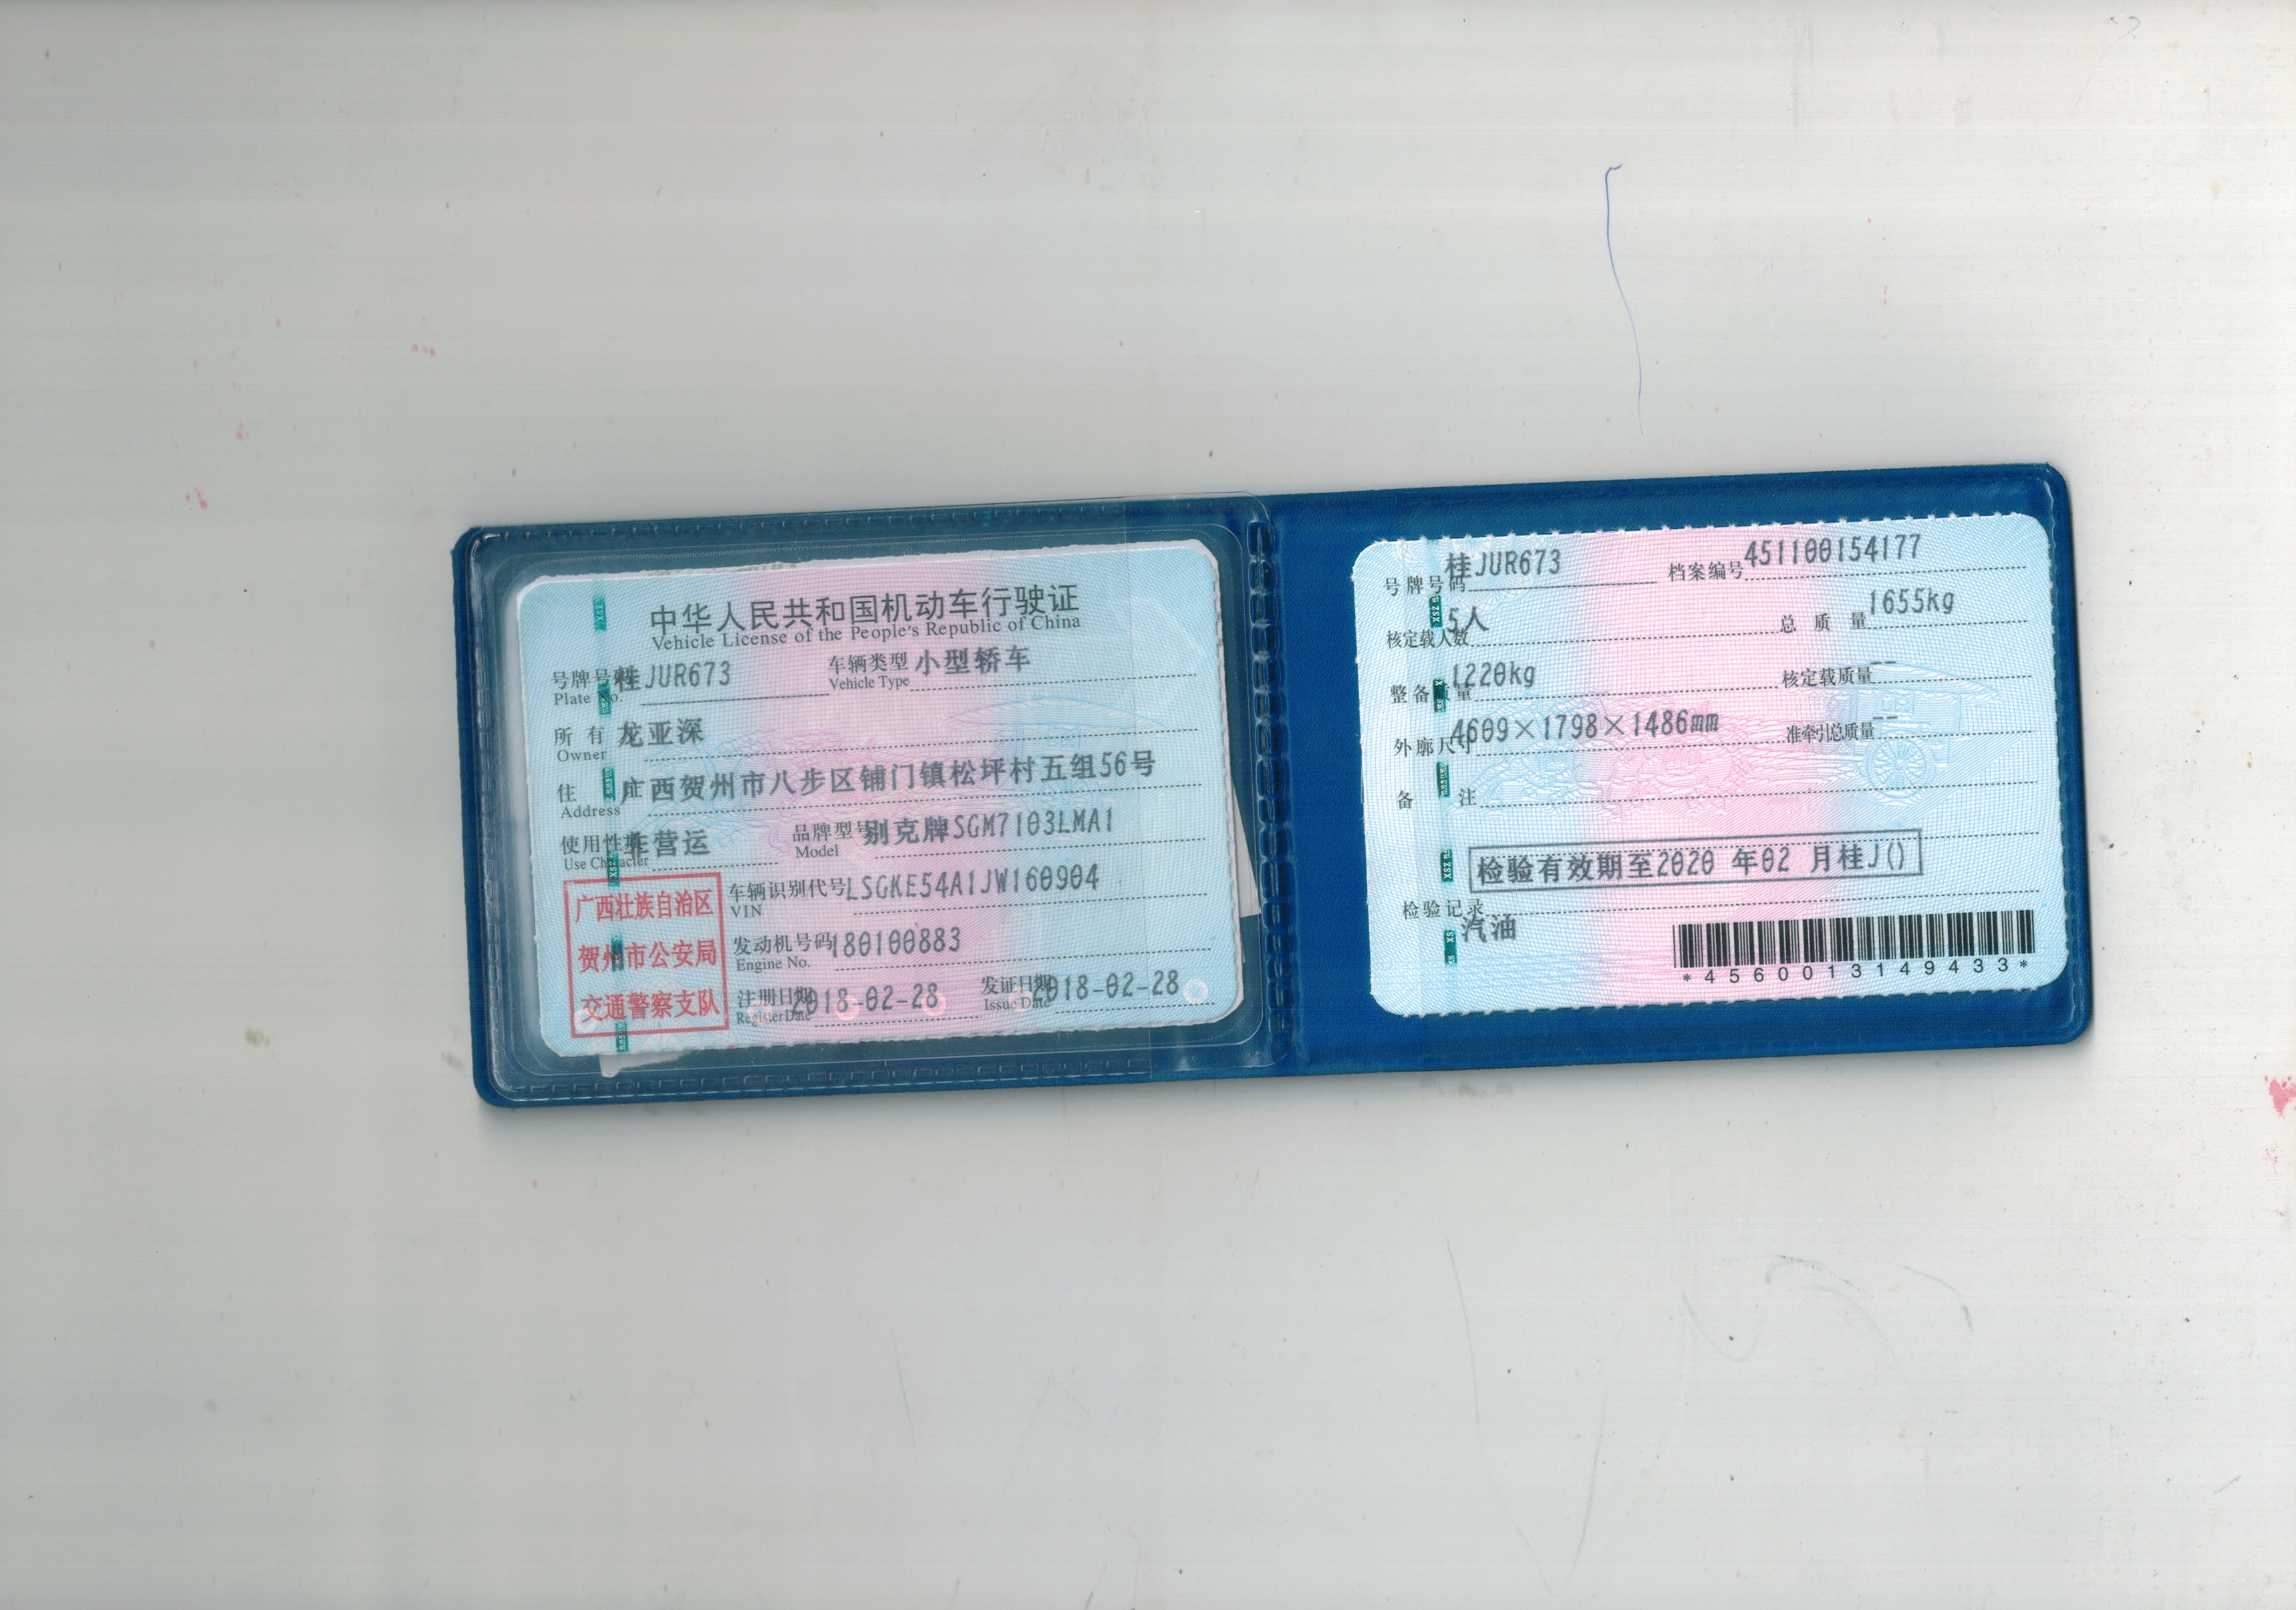 中华人民共和国机动车行驶证
Vehicle License of the People's Republic of China
号牌号码 桂JUR673 车辆类型 小型轿车
Plate No. Vehicle Type
所有人 龙亚深
Owner
住址 广西贺州市八步区铺门镇松坪村五组56号
Address
使用性质 非营运 品牌型号 别克牌SGM7103LMA1
Use Character Model
广西壮族自治区
贺州市公安局
交通警察支队
车辆识别代号 LSGKE54A1JW160904
VIN
发动机号码 180100883
Engine No.
注册日期 2018-02-28 发证日期 2018-02-28
Register Date Issue Date
号牌号码 桂JUR673 档案编号 451100154177
核定载人数 5人 总质量 1655kg
整备质量 1220kg 核定载质量 --
外廓尺寸 4609×1798×1486mm 准牵引总质量 --
备注
检验有效期至2020 年02 月桂J()
检验记录
汽油
*4560013149433*